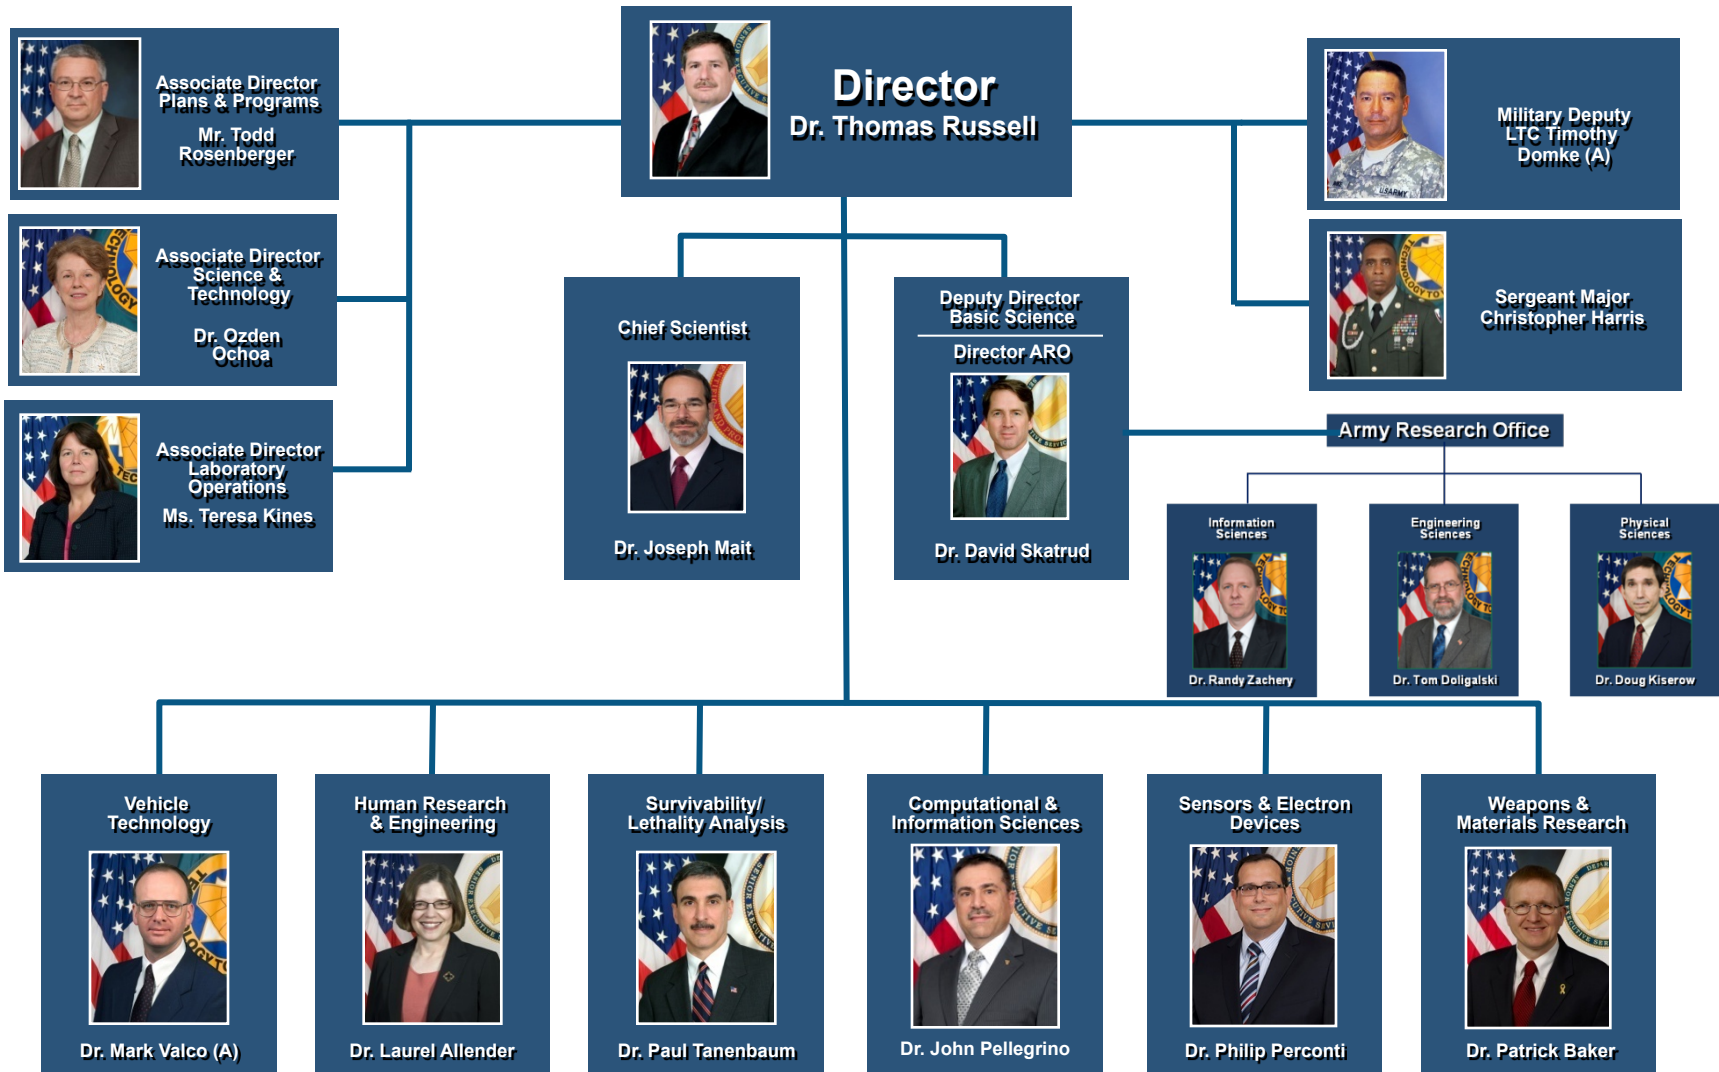 Associate Director
Plans & Programs
Mr. Todd
Rosenberger
Director
Dr. Thomas Russell
Military Deputy
LTC Timothy
Domke (A)
Associate Director
Science &
Technology
Dr. Ozden
Ochoa
Sergeant Major
Christopher Harris
Chief Scientist
Dr. Joseph Mait
Deputy Director
Basic Science
Director ARO
Dr. David Skatrud
Associate Director
Laboratory
Operations
Ms. Teresa Kines
Army Research Office
Information
Sciences
Dr. Randy Zachery
Engineering
Sciences
Dr. Tom Doligalski
Physical
Sciences
Dr. Doug Kiserow
Vehicle
Technology
Dr. Mark Valco (A)
Human Research
& Engineering
Dr. Laurel Allender
Survivability/
Lethality Analysis
Dr. Paul Tanenbaum
Computational &
Information Sciences
Dr. John Pellegrino
Sensors & Electron
Devices
Dr. Philip Perconti
Weapons &
Materials Research
Dr. Patrick Baker